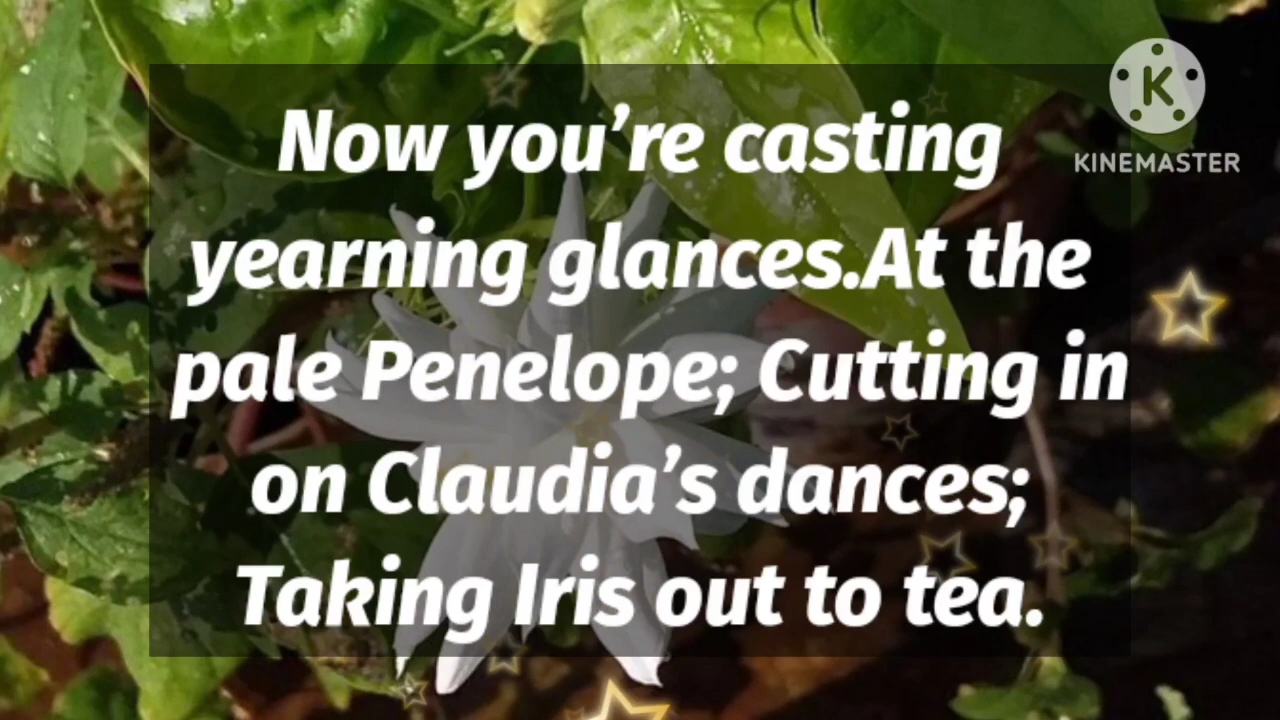 Now you’re casting
yearning glances.At the
pale Penelope; Cutting in
on Claudia’s dances;
Taking Iris out to tea.
K
KINEMASTER